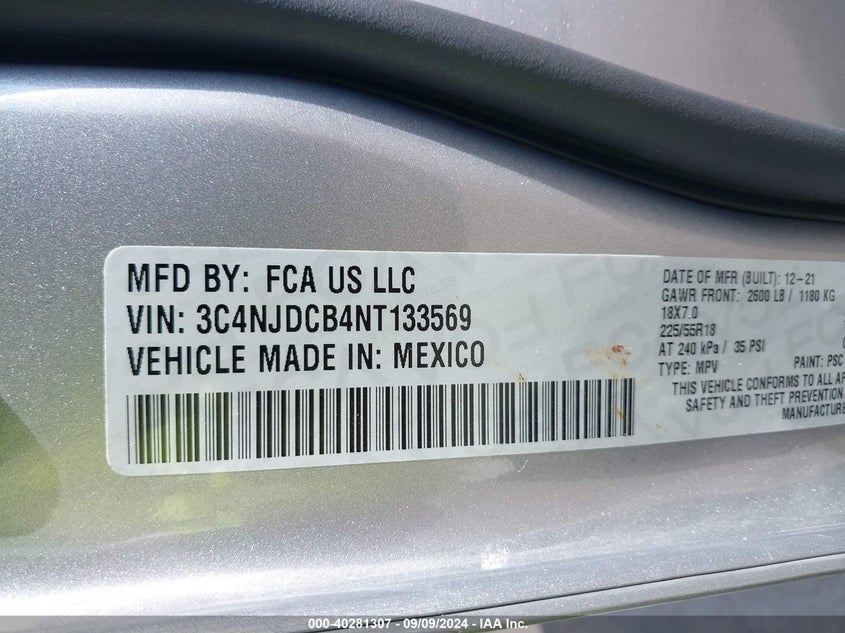 MFD BY: FCA US LLC
VIN: 3C4NJDCB4NT133569
VEHICLE MADE IN: MEXICO
DATE OF MFR (BUILT): 12-21
GAWR FRONT: 2600 LB / 1180 KG
18X7.0
225/55R18
AT 240 kPa / 35 PSI
TYPE: MPV PAINT: PSC
THIS VEHICLE CONFORMS TO ALL
SAFETY AND THEFT PREVENTION
000-40281307 - 09/09/2024 - IAA Inc.